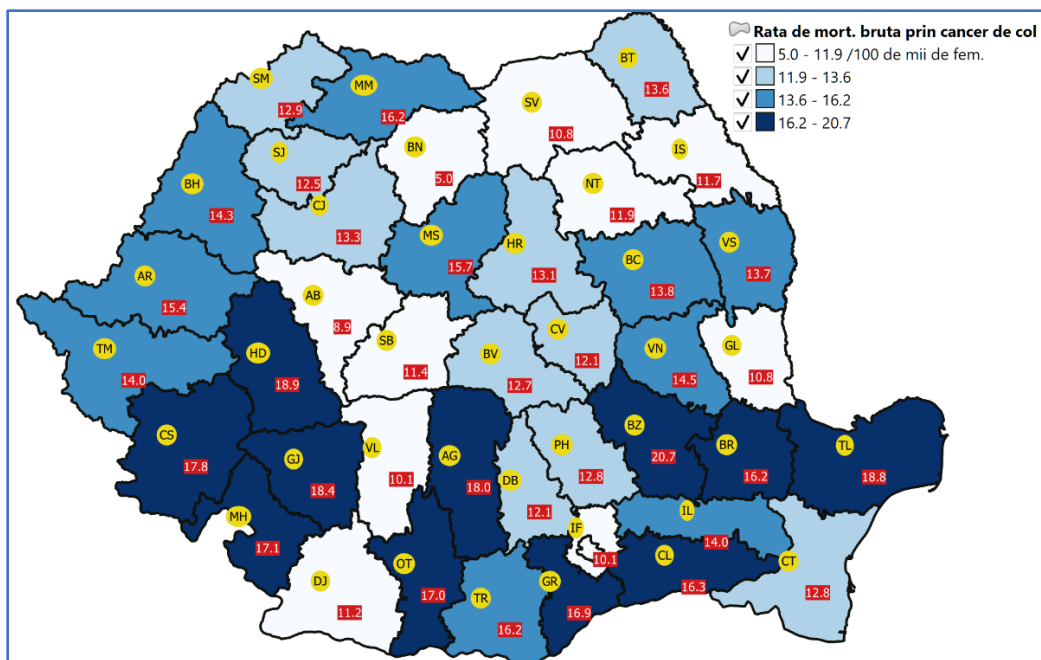 Rata de mort. bruta prin cancer de col
5.0 - 11.9 /100 de mii de fem.
11.9 - 13.6
13.6 - 16.2
16.2 - 20.7
BT
13.6
SM
12.9
MM
16.2
SV
10.8
BN
5.0
IS
11.7
SJ
12.5
BH
14.3
NT
11.9
CJ
13.3
MS
15.7
HR
13.1
VS
13.7
BC
13.8
AR
15.4
AB
8.9
CV
12.1
SB
11.4
TM
14.0
HD
18.9
BV
12.7
VN
14.5
GL
10.8
CS
17.8
BZ
20.7
BR
16.2
TL
18.8
VL
10.1
AG
18.0
PH
12.8
GJ
18.4
DB
12.1
IL
14.0
MH
17.1
IF
10.1
CL
16.3
CT
12.8
OT
17.0
DJ
11.2
GR
16.9
TR
16.2